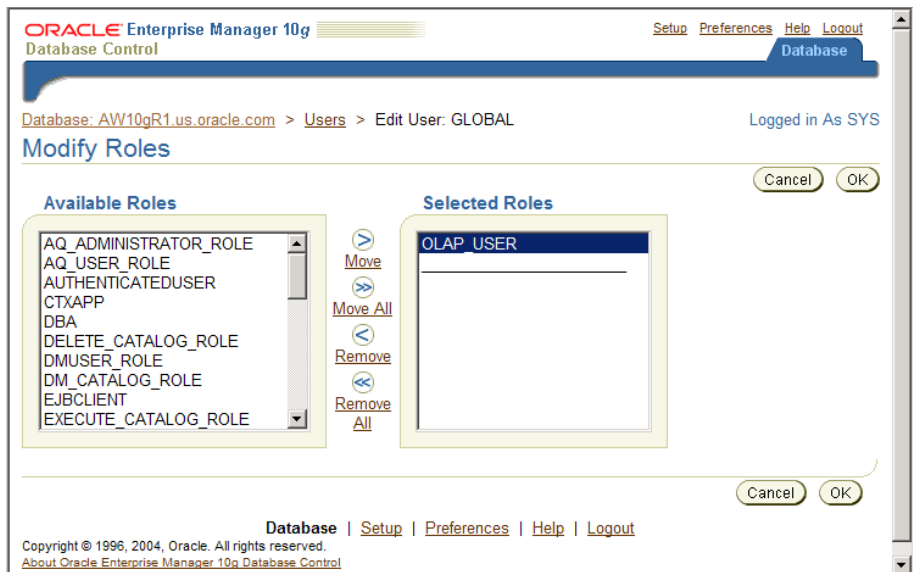 ORACLE Enterprise Manager 10g
Database Control
Setup Preferences Help Logout
Database
Database: AW10gR1.us.oracle.com > Users > Edit User: GLOBAL
Logged in As SYS
Modify Roles
Cancel OK
Available Roles
AQ_ADMINISTRATOR_ROLE
AQ_USER_ROLE
AUTHENTICATEDUSER
CTXAPP
DBA
DELETE_CATALOG_ROLE
DMUSER_ROLE
DM_CATALOG_ROLE
EJBCLIENT
EXECUTE_CATALOG_ROLE
> Move
>> Move All
< Remove
<< Remove
All
Selected Roles
OLAP_USER
Cancel OK
Database | Setup | Preferences | Help | Logout
Copyright © 1996, 2004, Oracle. All rights reserved.
About Oracle Enterprise Manager 10g Database Control